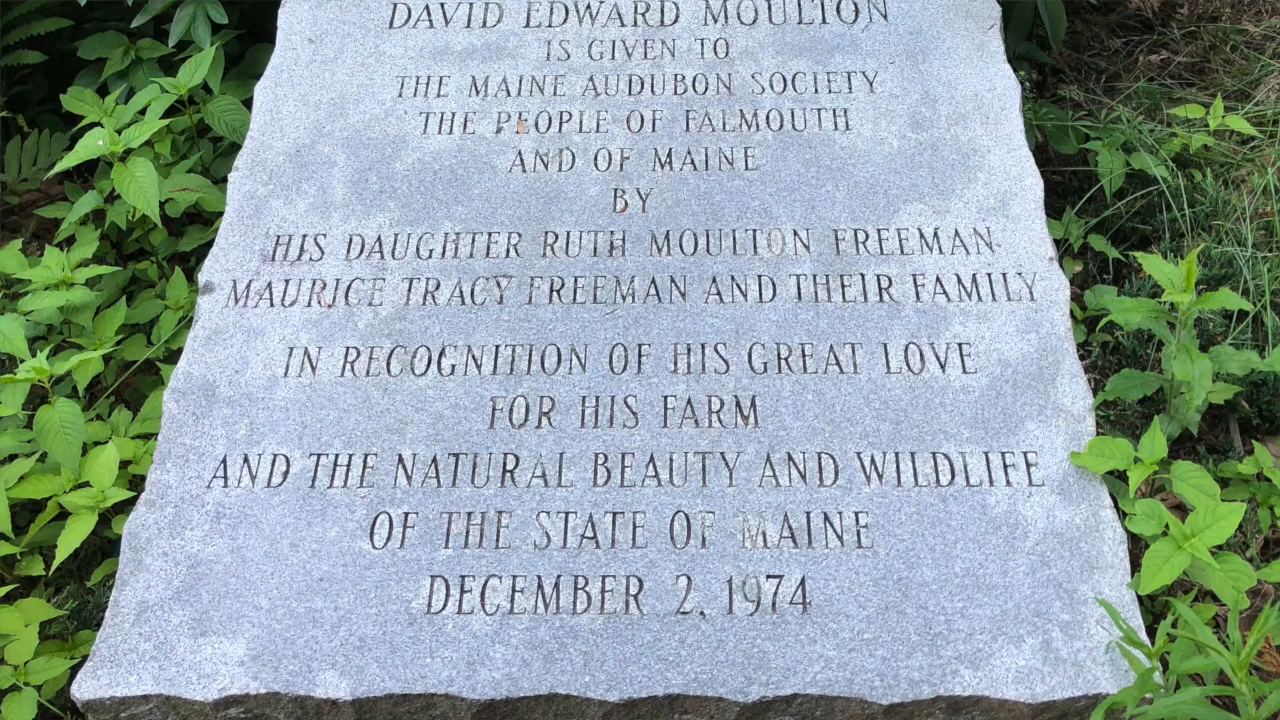 DAVID EDWARD MOULTON
IS GIVEN TO
THE MAINE AUDUBON SOCIETY
THE PEOPLE OF FALMOUTH
AND OF MAINE
BY
HIS DAUGHTER RUTH MOULTON FREEMAN
MAURICE TRACY FREEMAN AND THEIR FAMILY
IN RECOGNITION OF HIS GREAT LOVE
FOR HIS FARM
AND THE NATURAL BEAUTY AND WILDLIFE
OF THE STATE OF MAINE
DECEMBER 2, 1974